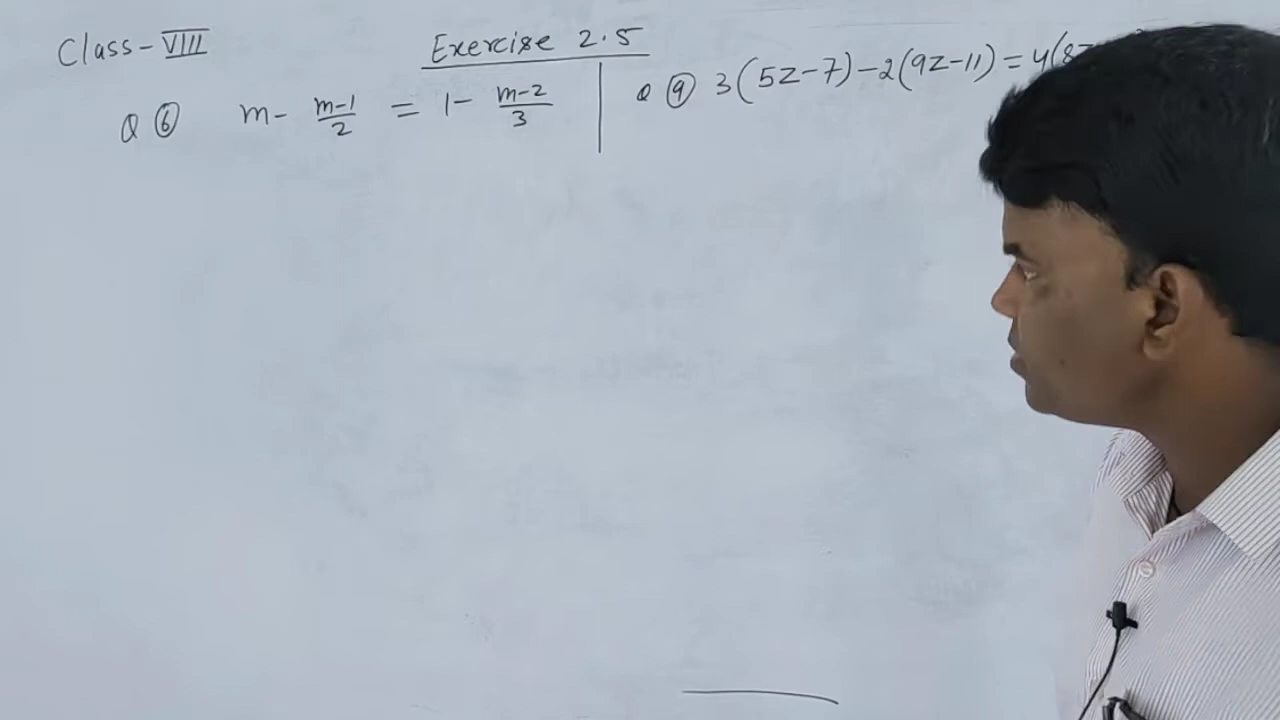 Class-VIII
Exercise 2.5
Q ⑥ m - m-1/2 = 1 - m-2/3
Q ⑨ 3(5Z-7)-2(9Z-11)=4(8